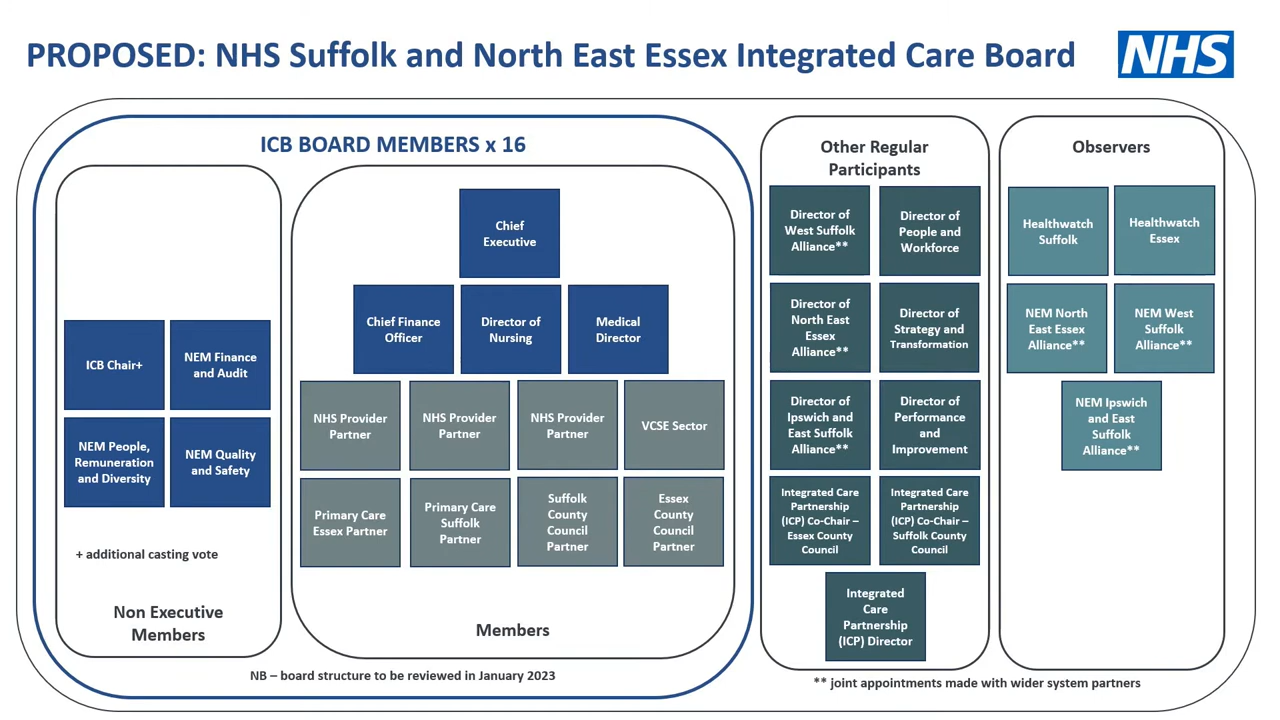 PROPOSED: NHS Suffolk and North East Essex Integrated Care Board
NHS
ICB BOARD MEMBERS x 16
ICB Chair+
NEM Finance
and Audit
NEM People,
Remuneration
and Diversity
NEM Quality
and Safety
+ additional casting vote
Non Executive
Members
Chief
Executive
Chief Finance
Officer
Director of
Nursing
Medical
Director
NHS Provider
Partner
NHS Provider
Partner
NHS Provider
Partner
VCSE Sector
Primary Care
Essex Partner
Primary Care
Suffolk
Partner
Suffolk
County
Council
Partner
Essex
County
Council
Partner
Members
NB – board structure to be reviewed in January 2023
Other Regular
Participants
Director of
West Suffolk
Alliance**
Director of
People and
Workforce
Director of
North East
Essex
Alliance**
Director of
Strategy and
Transformation
Director of
Ipswich and
East Suffolk
Alliance**
Director of
Performance
and
Improvement
Integrated Care
Partnership
(ICP) Co-Chair –
Essex County
Council
Integrated Care
Partnership
(ICP) Co-Chair –
Suffolk County
Council
Integrated
Care
Partnership
(ICP) Director
Observers
Healthwatch
Suffolk
Healthwatch
Essex
NEM North
East Essex
Alliance**
NEM West
Suffolk
Alliance**
NEM Ipswich
and East
Suffolk
Alliance**
** joint appointments made with wider system partners